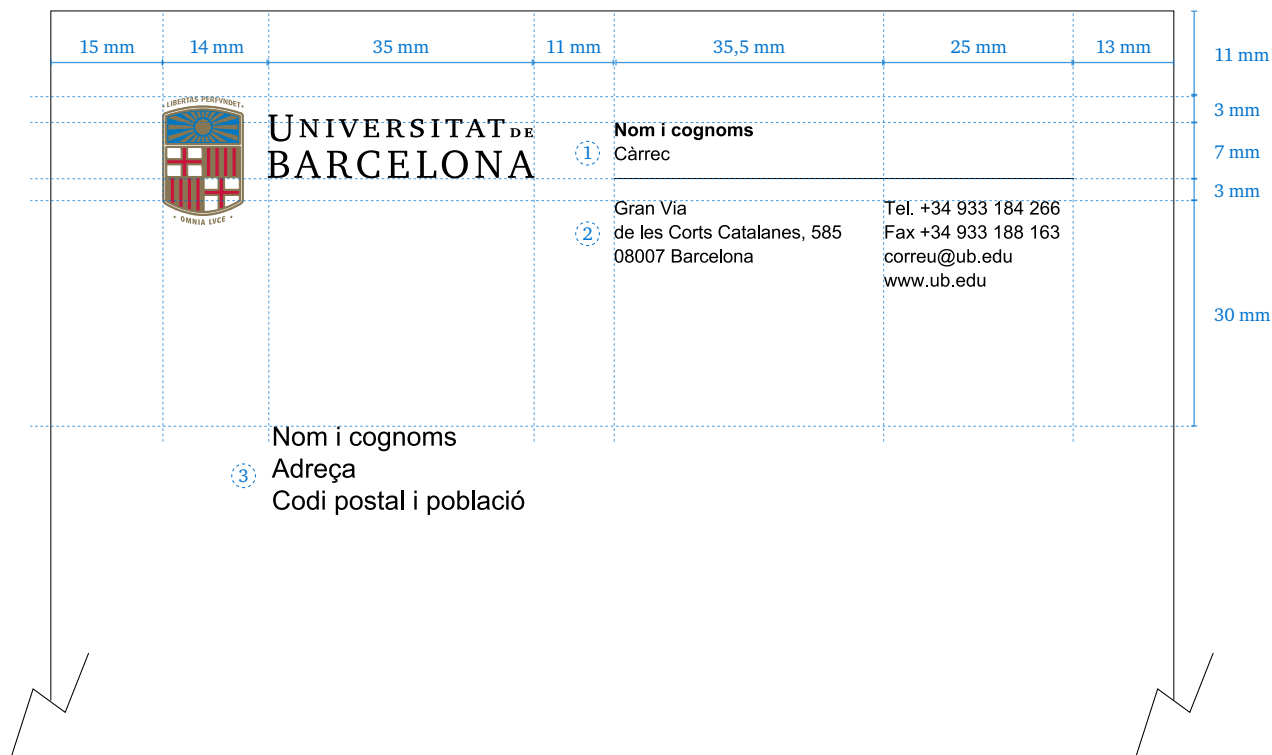 15 mm 14 mm 35 mm 11 mm 35,5 mm 25 mm 13 mm
11 mm
3 mm
7 mm
3 mm
30 mm
LIBERTAS PERFVNDET
OMNIA LVCE
UNIVERSITAT DE
BARCELONA
1
Nom i cognoms
Càrrec
2
Gran Via
de les Corts Catalanes, 585
08007 Barcelona
Tel. +34 933 184 266
Fax +34 933 188 163
correu@ub.edu
www.ub.edu
3
Nom i cognoms
Adreça
Codi postal i població